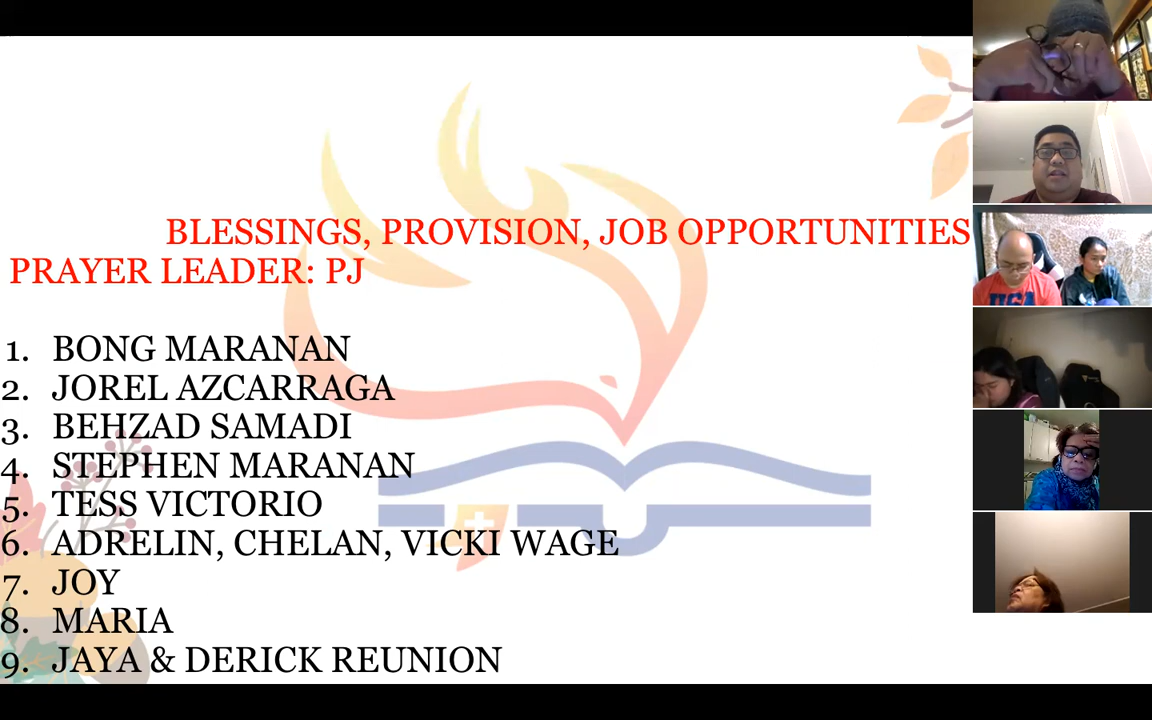 BLESSINGS, PROVISION, JOB OPPORTUNITIES
PRAYER LEADER: PJ
1. BONG MARANAN
2. JOREL AZCARRAGA
3. BEHZAD SAMADI
4. STEPHEN MARANAN
5. TESS VICTORIO
6. ADRELIN, CHELAN, VICKI WAGE
7. JOY
8. MARIA
9. JAYA & DERICK REUNION
USA